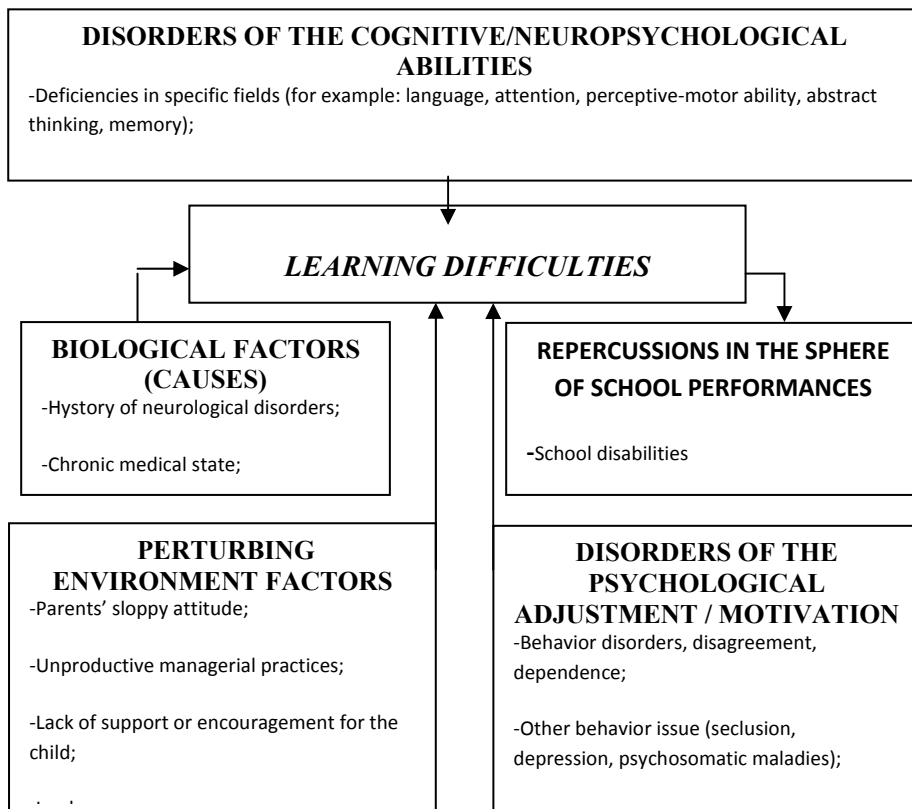 DISORDERS OF THE COGNITIVE/NEUROPSYCHOLOGICAL
ABILITIES
-Deficiencies in specific fields (for example: language, attention, perceptive-motor ability, abstract
thinking, memory);
LEARNING DIFFICULTIES
BIOLOGICAL FACTORS
(CAUSES)
-Hystory of neurological disorders;
-Chronic medical state;
REPERCUSSIONS IN THE SPHERE
OF SCHOOL PERFORMANCES
-School disabilities
PERTURBING
ENVIRONMENT FACTORS
-Parents’ sloppy attitude;
-Unproductive managerial practices;
-Lack of support or encouragement for the
child;
DISORDERS OF THE
PSYCHOLOGICAL
ADJUSTMENT / MOTIVATION
-Behavior disorders, disagreement,
dependence;
-Other behavior issue (seclusion,
depression, psychosomatic maladies);